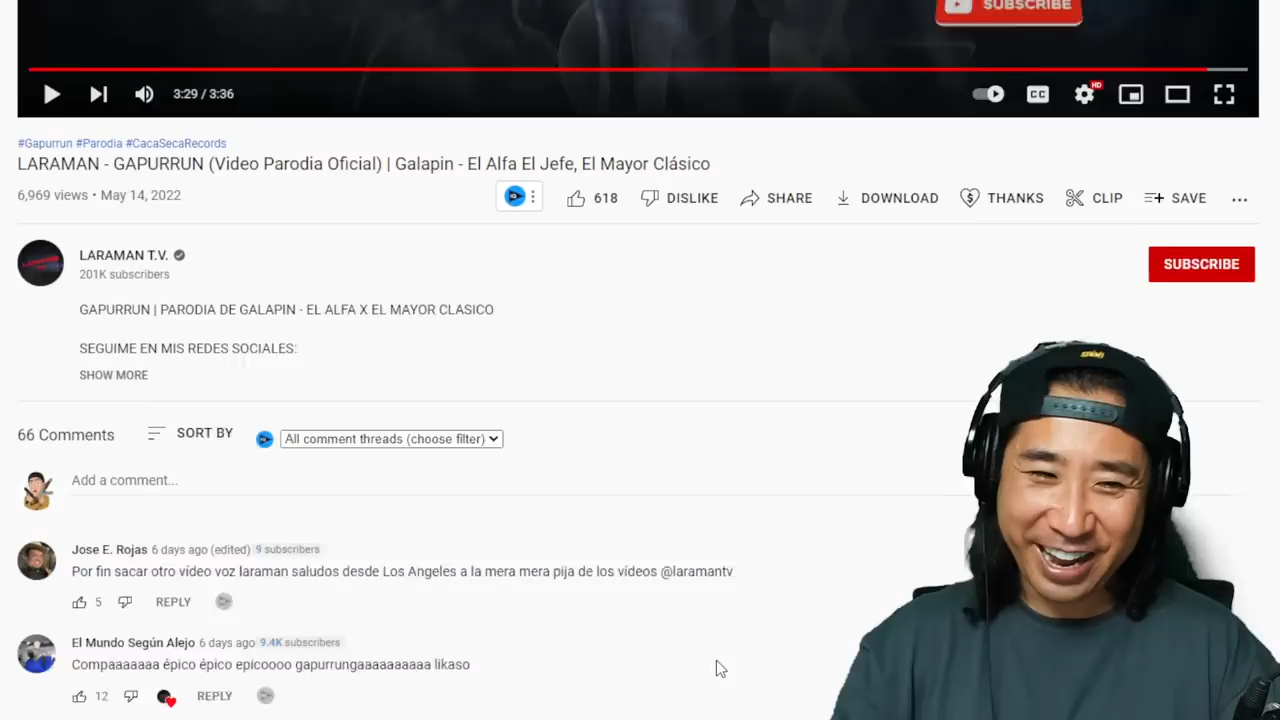 SUBSCRIBE
3:29 / 3:36
CC
HD
#Gapurrun #Parodia #CacaSecaRecords
LARAMAN - GAPURRUN (Video Parodia Oficial) | Galapin - El Alfa El Jefe, El Mayor Clásico
6,969 views • May 14, 2022
618 DISLIKE SHARE DOWNLOAD THANKS CLIP SAVE
LARAMAN T.V.
201K subscribers
SUBSCRIBE
GAPURRUN | PARODIA DE GALAPIN - EL ALFA X EL MAYOR CLASICO
SEGUIME EN MIS REDES SOCIALES:
SHOW MORE
66 Comments SORT BY All comment threads (choose filter)
Add a comment...
Jose E. Rojas 6 days ago (edited) 9 subscribers
Por fin sacar otro vídeo voz laraman saludos desde Los Angeles a la mera mera pija de los vídeos @laramantv
5 REPLY
El Mundo Según Alejo 6 days ago 9.4K subscribers
Compaaaaaaa épico épico epicoooo gapurrungaaaaaaaaaa likaso
12 REPLY